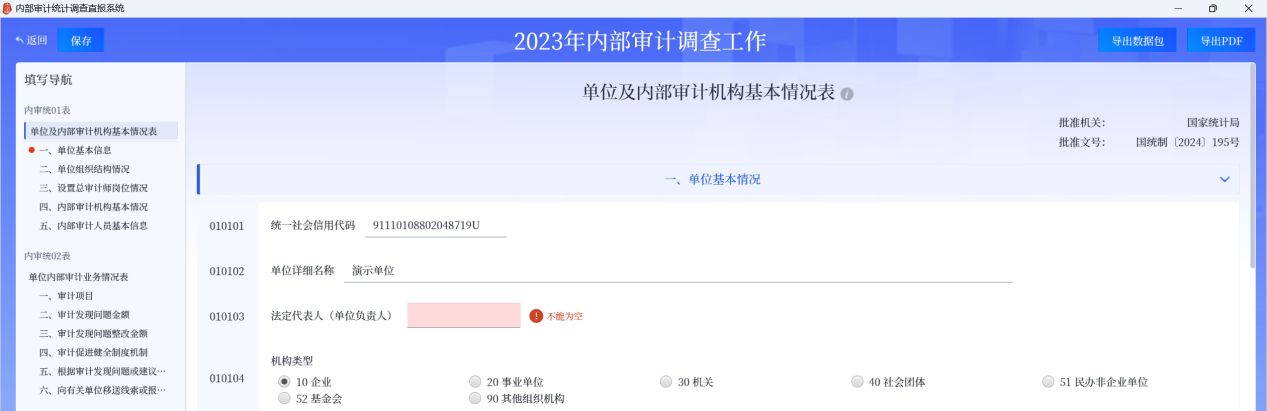 内部审计统计调查直报系统
返回 保存 2023年内部审计调查工作 导出数据包 导出PDF
填写导航
内审统01表
单位及内部审计机构基本情况表
一、单位基本信息
二、单位组织结构情况
三、设置总审计师岗位情况
四、内部审计机构基本情况
五、内部审计人员基本信息
内审统02表
单位内部审计业务情况表
一、审计项目
二、审计发现问题金额
三、审计发现问题整改金额
四、审计促进健全制度机制
五、根据审计发现问题或建议…
六、向有关单位移送线索或报…
单位及内部审计机构基本情况表
批准机关： 国家统计局
批准文号： 国统制〔2024〕195号
一、单位基本情况
010101 统一社会信用代码 91110108802048719U
010102 单位详细名称 演示单位
010103 法定代表人（单位负责人） 不能为空
010104 机构类型
10 企业 20 事业单位 30 机关 40 社会团体 51 民办非企业单位
52 基金会 90 其他组织机构